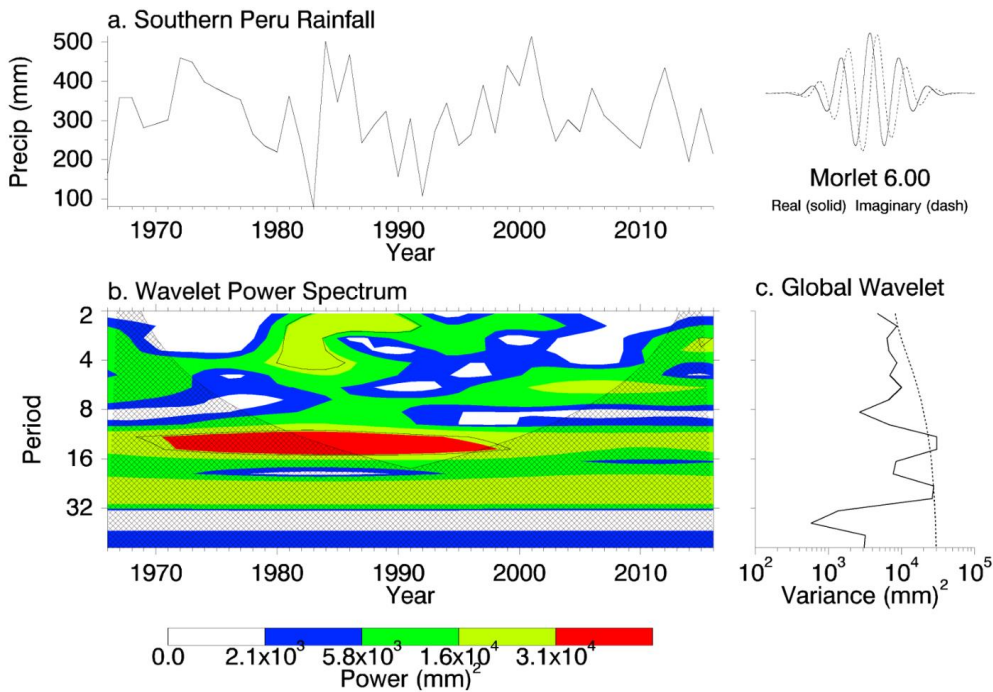 a. Southern Peru Rainfall
500
400
300
200
100
Precip (mm)
1970 1980 1990 2000 2010
Year
Morlet 6.00
Real (solid) Imaginary (dash)
b. Wavelet Power Spectrum
2
4
8
16
32
Period
1970 1980 1990 2000 2010
Year
c. Global Wavelet
10² 10³ 10⁴ 10⁵
Variance (mm)²
0.0 2.1x10³ 5.8x10³ 1.6x10⁴ 3.1x10⁴
Power (mm)²